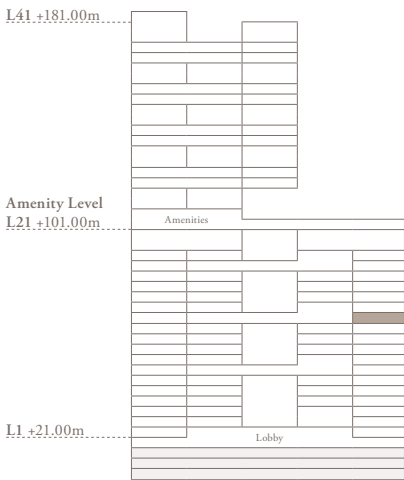 L41 +181.00m
Amenity Level
L21 +101.00m
Amenities
L1 +21.00m
Lobby